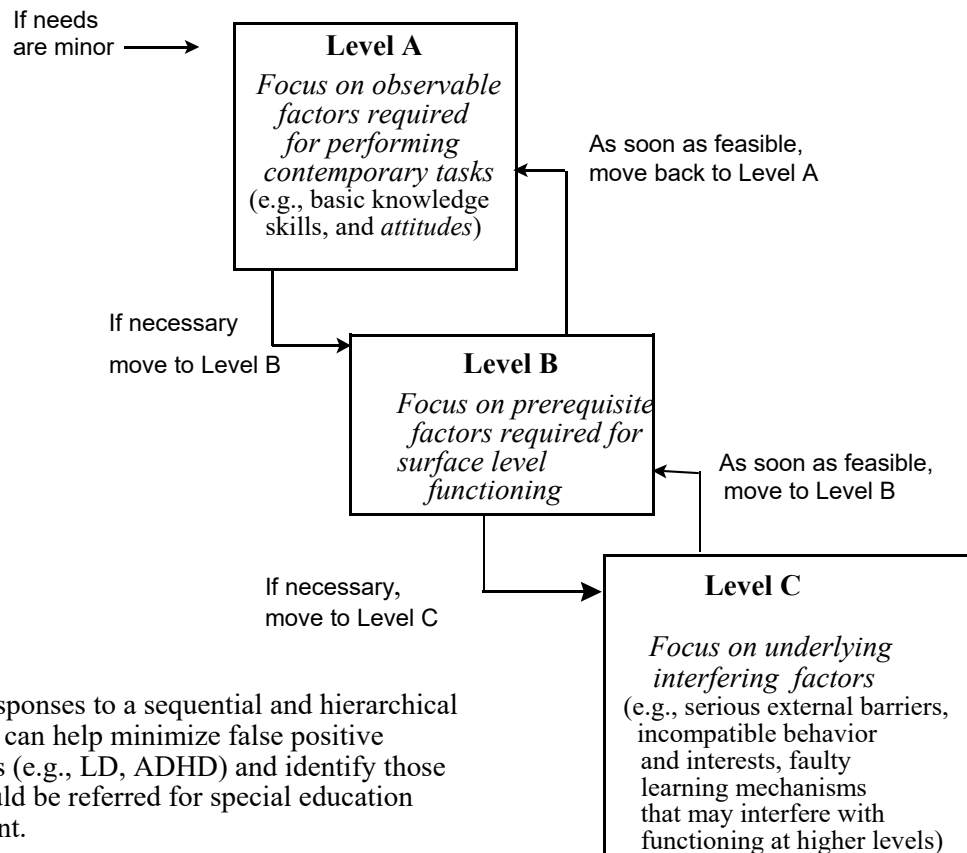 If needs
are minor
Level A
Focus on observable
factors required
for performing
contemporary tasks
(e.g., basic knowledge
skills, and attitudes)
As soon as feasible,
move back to Level A
If necessary
move to Level B
Level B
Focus on prerequisite
factors required for
surface level
functioning
As soon as feasible,
move to Level B
If necessary,
move to Level C
Level C
Focus on underlying
interfering factors
(e.g., serious external barriers,
incompatible behavior
and interests, faulty
learning mechanisms
that may interfere with
functioning at higher levels)
to a sequential and hierarchical
can help minimize false positive
(e.g., LD, ADHD) and identify those
be referred for special education